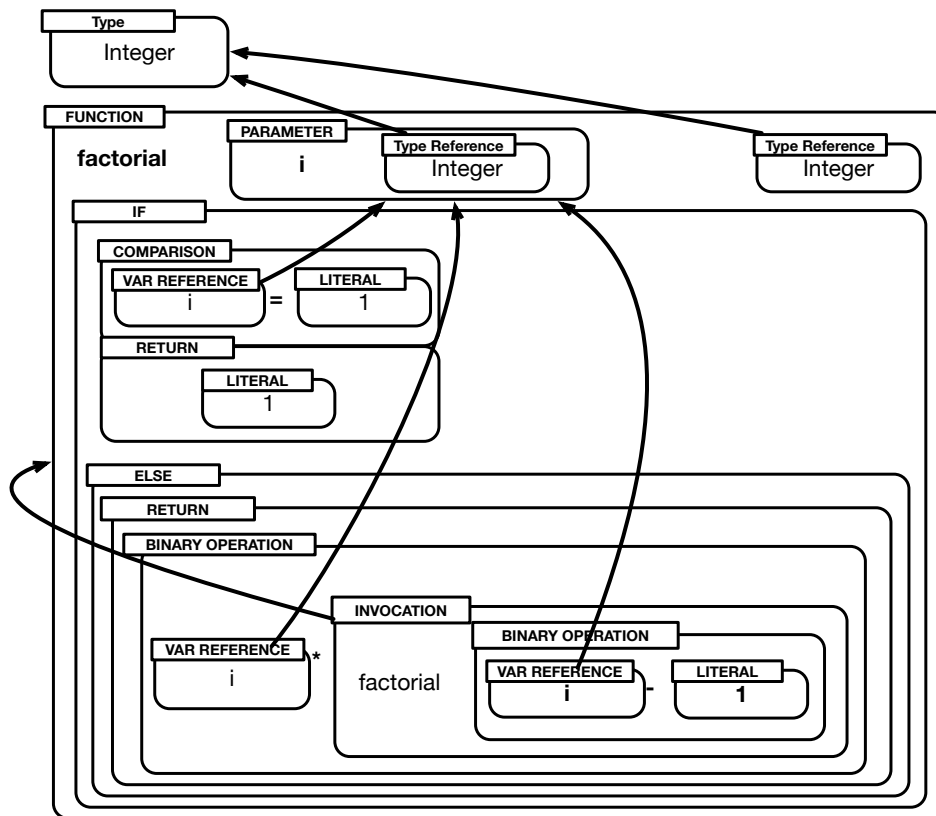 Type
Integer
FUNCTION
factorial
PARAMETER
i
Type Reference
Integer
Type Reference
Integer
IF
COMPARISON
VAR REFERENCE
i
=
LITERAL
1
RETURN
LITERAL
1
ELSE
RETURN
BINARY OPERATION
VAR REFERENCE
i
*
INVOCATION
factorial
BINARY OPERATION
VAR REFERENCE
i
-
LITERAL
1